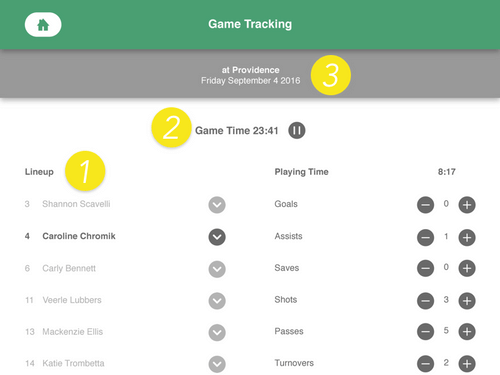 Game Tracking
at Providence
Friday September 4 2016
3
2
Game Time 23:41
1
Lineup
Playing Time 8:17
3 Shannon Scavelli
Goals 0
4 Caroline Chromik
Assists 1
6 Carly Bennett
Saves 0
11 Veerle Lubbers
Shots 3
13 Mackenzie Ellis
Passes 5
14 Katie Trombetta
Turnovers 2